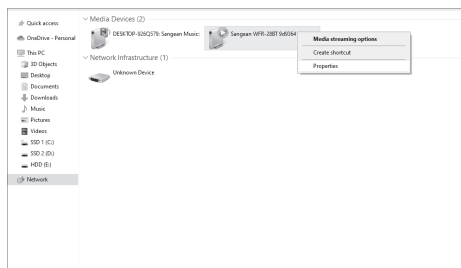 Quick access
OneDrive - Personal
This PC
3D Objects
Desktop
Documents
Downloads
Music
Pictures
Videos
SSD 1 (C:)
SSD 2 (D:)
HDD (E:)
Network
Media Devices (2)
DESKTOP-926Q579: Sangean Music:
Sangean WFR-28BT 9d9364
Network Infrastructure (1)
Unknown Device
Media streaming options
Create shortcut
Properties